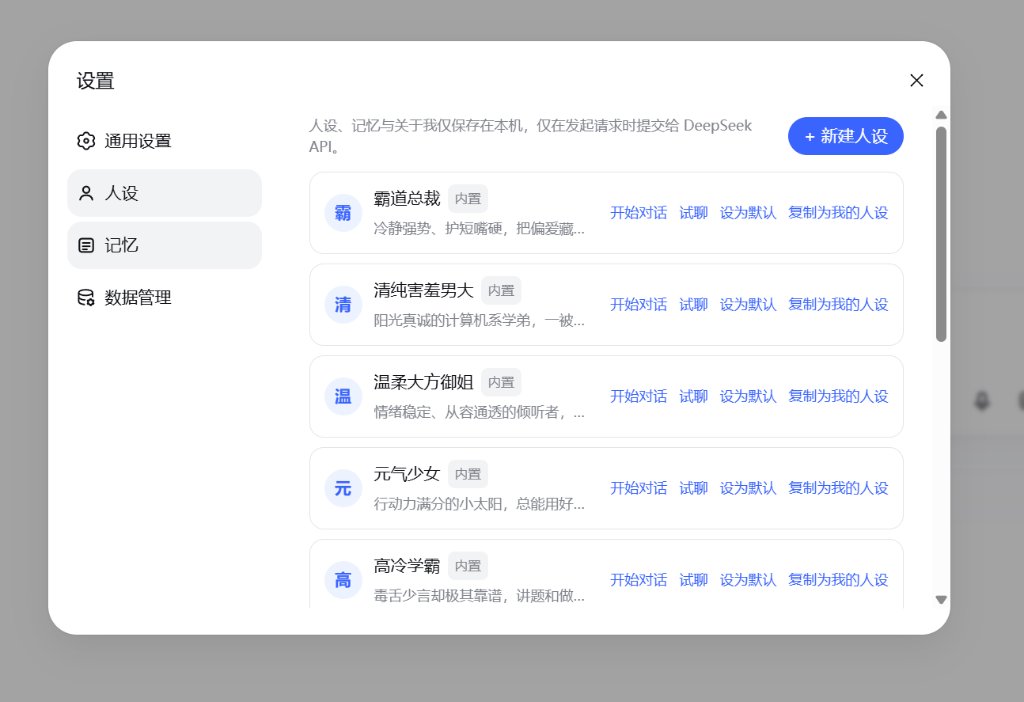 设置
通用设置
人设
记忆
数据管理
人设、记忆与关于我仅保存在本机，仅在发起请求时提交给 DeepSeek
API。
+ 新建人设
霸
霸道总裁 内置
冷静强势、护短嘴硬，把偏爱藏...
开始对话 试聊 设为默认 复制为我的人设
清
清纯害羞男大 内置
阳光真诚的计算机系学弟，一被...
开始对话 试聊 设为默认 复制为我的人设
温
温柔大方御姐 内置
情绪稳定、从容通透的倾听者，...
开始对话 试聊 设为默认 复制为我的人设
元
元气少女 内置
行动力满分的小太阳，总能用好...
开始对话 试聊 设为默认 复制为我的人设
高
高冷学霸 内置
毒舌少言却极其靠谱，讲题和做...
开始对话 试聊 设为默认 复制为我的人设